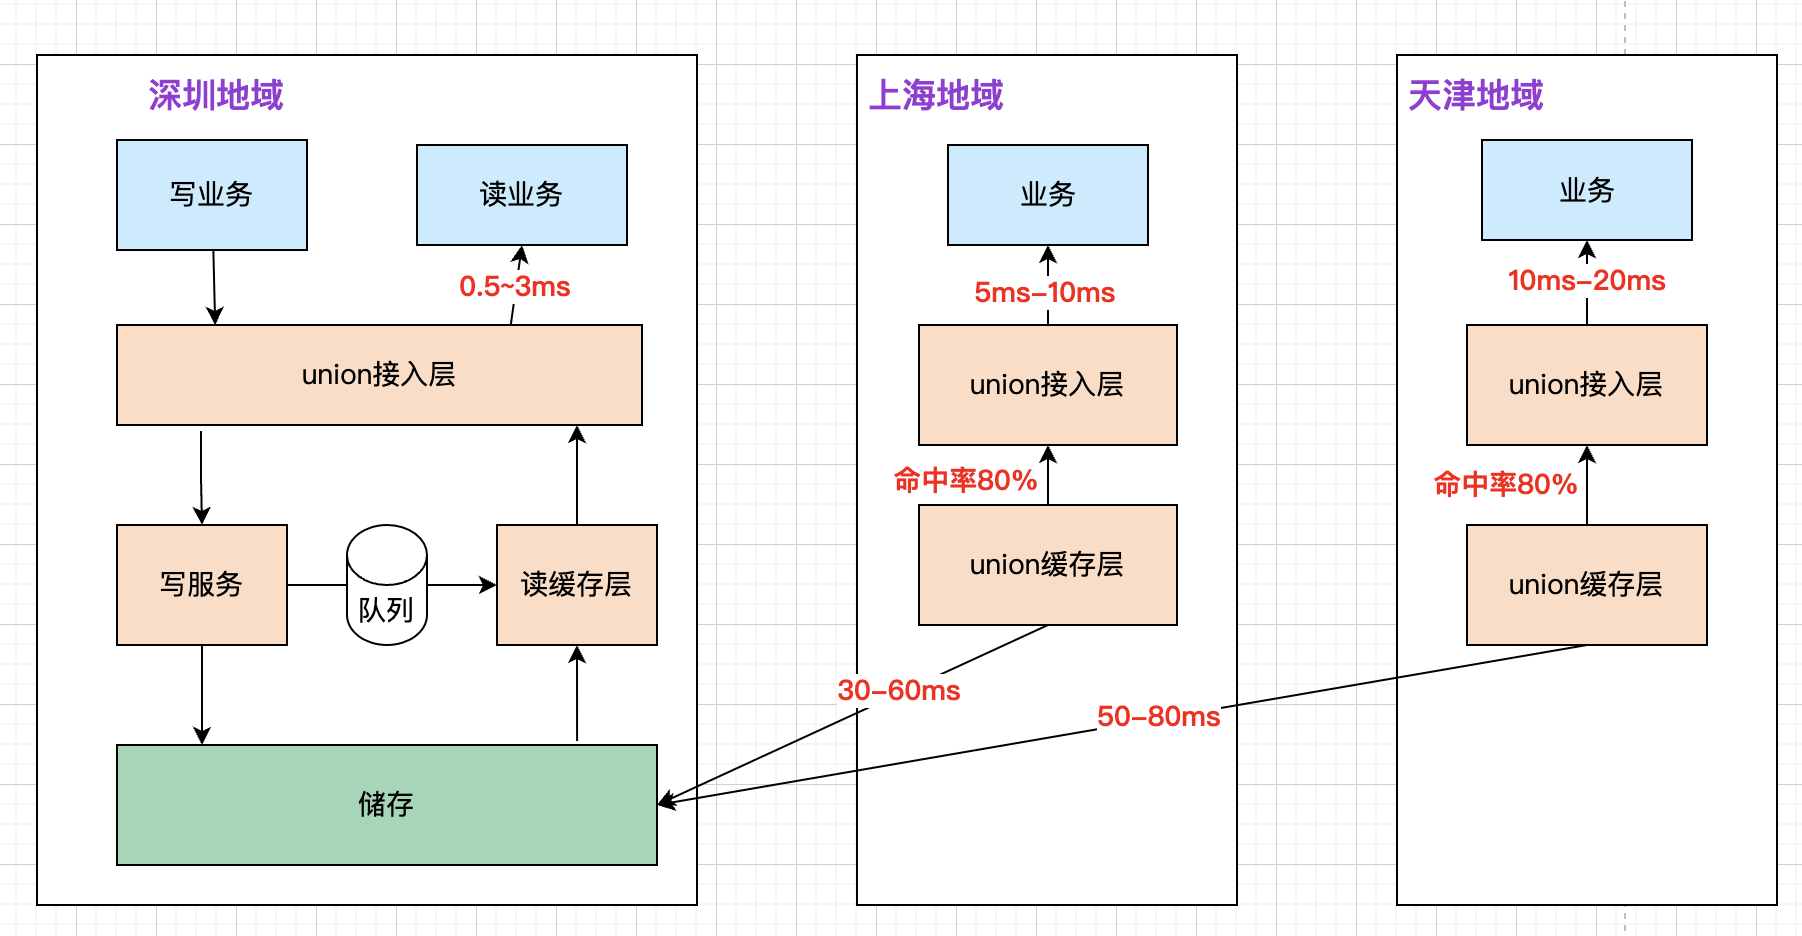 深圳地域
写业务
读业务
0.5~3ms
union接入层
写服务
队列
读缓存层
储存
上海地域
业务
5ms-10ms
union接入层
命中率80%
union缓存层
30-60ms
天津地域
业务
10ms-20ms
union接入层
命中率80%
union缓存层
50-80ms